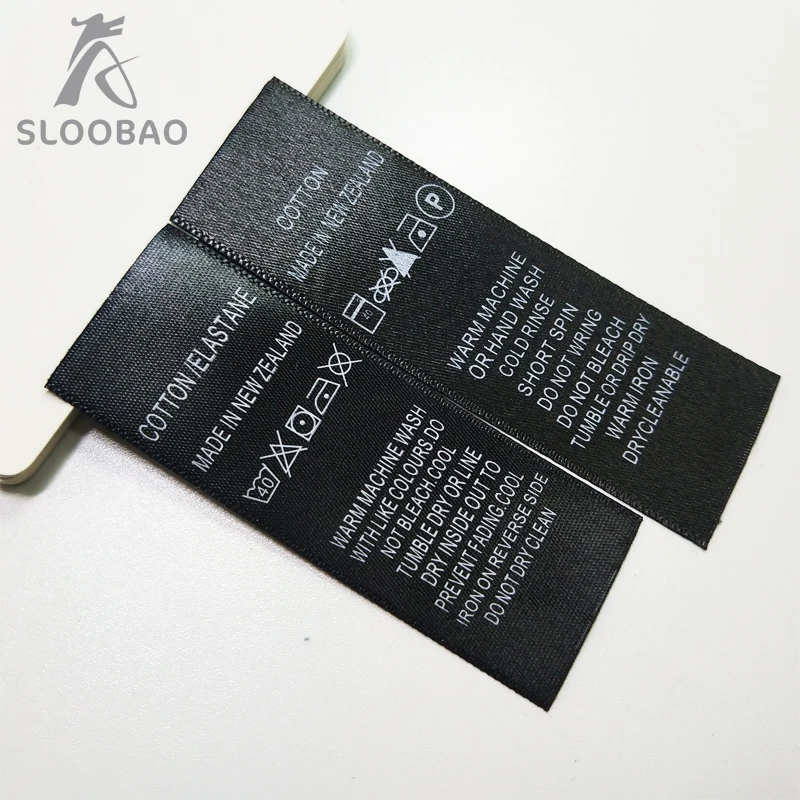 SLOOBAO
COTTON
MADE IN NEW ZEALAND
40
P
WARM MACHINE
OR HAND WASH
COLD RINSE
SHORT SPIN
DO NOT WRING
DO NOT BLEACH
TUMBLE OR DRIP DRY
WARM IRON
DRYCLEANABLE
COTTON/ELASTANE
MADE IN NEW ZEALAND
40
WARM MACHINE WASH
WITH LIKE COLOURS DO
NOT BLEACH COOL
TUMBLE DRY OR LINE
DRY INSIDE OUT TO
PREVENT FADING.COOL
IRON ON REVERSE SIDE
DO NOT DRY CLEAN